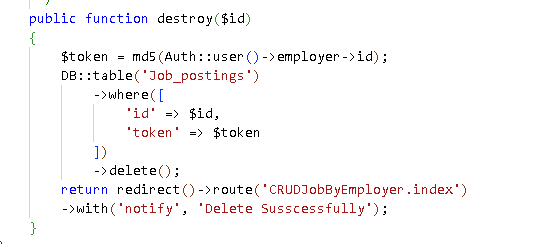 public function destroy($id)
{
$token = md5(Auth::user()->employer->id);
DB::table('Job_postings')
->where([
'id' => $id,
'token' => $token
])
->delete();
return redirect()->route('CRUDJobByEmployer.index')
->with('notify', 'Delete Susscessfully');
}